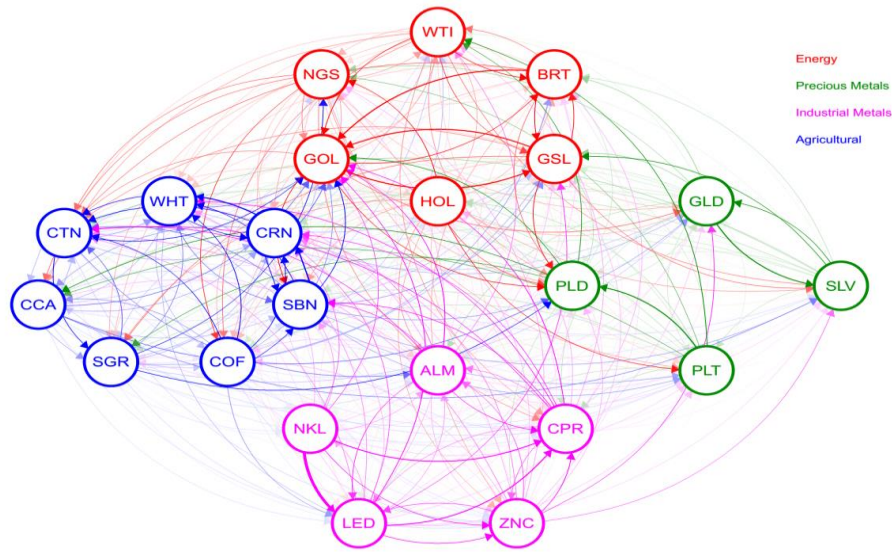 WTI
NGS
BRT
Energy
Precious Metals
Industrial Metals
Agricultural
GOL
GSL
WHT
HOL
GLD
CTN
CRN
CCA
SBN
PLD
SLV
SGR
COF
ALM
PLT
NKL
CPR
LED
ZNC